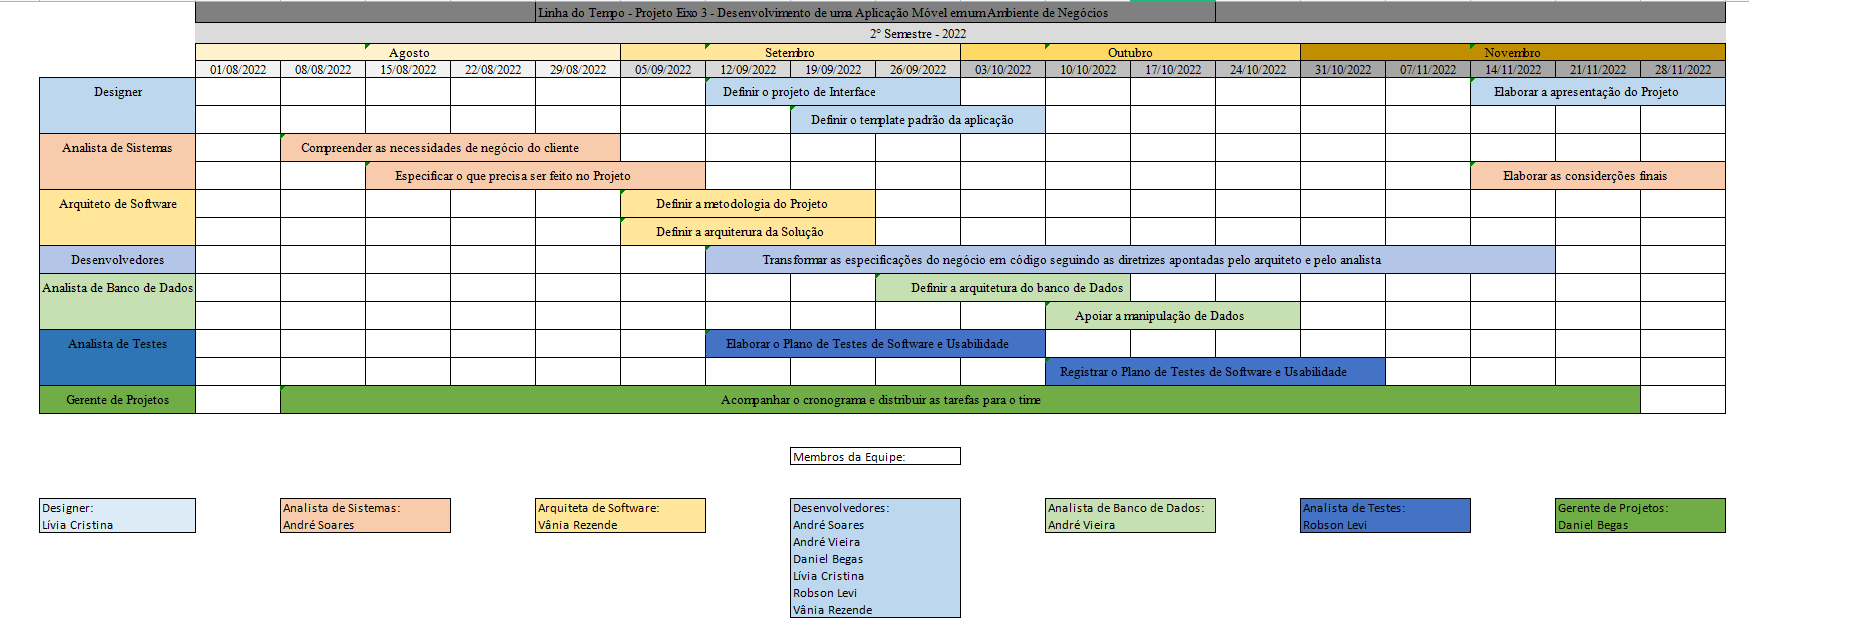 Linha do Tempo - Projeto Eixo 3 - Desenvolvimento de uma Aplicação Móvel em um Ambiente de Negócios
2° Semestre - 2022
Agosto Setembro Outubro Novembro
01/08/2022 08/08/2022 15/08/2022 22/08/2022 29/08/2022 05/09/2022 12/09/2022 19/09/2022 26/09/2022 03/10/2022 10/10/2022 17/10/2022 24/10/2022 31/10/2022 07/11/2022 14/11/2022 21/11/2022 28/11/2022
Designer Definir o projeto de Interface Elaborar a apresentação do Projeto
Definir o template padrão da aplicação
Analista de Sistemas Compreender as necessidades de negócio do cliente
Especificar o que precisa ser feito no Projeto Elaborar as considerções finais
Arquiteto de Software Definir a metodologia do Projeto
Definir a arquiterura da Solução
Desenvolvedores Transformar as especificações do negócio em código seguindo as diretrizes apontadas pelo arquiteto e pelo analista
Analista de Banco de Dados Definir a arquitetura do banco de Dados
Apoiar a manipulação de Dados
Analista de Testes Elaborar o Plano de Testes de Software e Usabilidade
Registrar o Plano de Testes de Software e Usabilidade
Gerente de Projetos Acompanhar o cronograma e distribuir as tarefas para o time
Membros da Equipe:
Designer:
Lívia Cristina
Analista de Sistemas:
André Soares
Arquiteta de Software:
Vânia Rezende
Desenvolvedores:
André Soares
André Vieira
Daniel Begas
Lívia Cristina
Robson Levi
Vânia Rezende
Analista de Banco de Dados:
André Vieira
Analista de Testes:
Robson Levi
Gerente de Projetos:
Daniel Begas